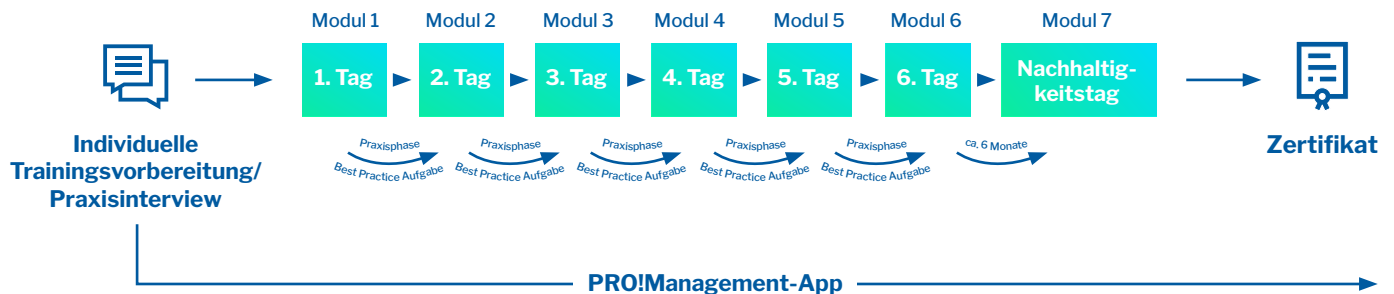 Modul 1
Modul 2
Modul 3
Modul 4
Modul 5
Modul 6
Modul 7
1. Tag
2. Tag
3. Tag
4. Tag
5. Tag
6. Tag
Nachhaltig-
keitstag
Individuelle
Trainingsvorbereitung/
Praxisinterview
Praxisphase
Best Practice Aufgabe
Praxisphase
Best Practice Aufgabe
Praxisphase
Best Practice Aufgabe
Praxisphase
Best Practice Aufgabe
Praxisphase
Best Practice Aufgabe
ca. 6 Monate
Zertifikat
PRO!Management-App